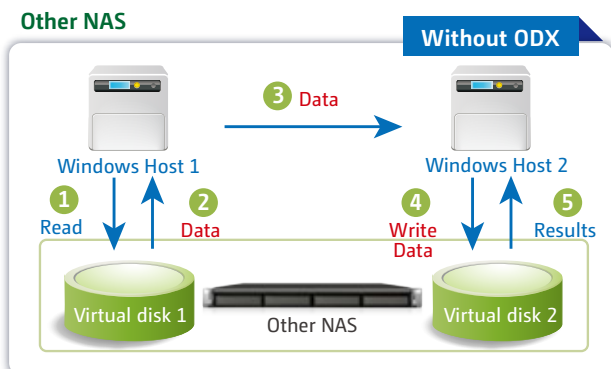 Other NAS
Without ODX
3 Data
Windows Host 1
Windows Host 2
1
Read
2
Data
4
Write
Data
5
Results
Virtual disk 1
Other NAS
Virtual disk 2